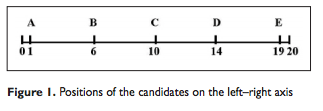 A B C D E
0 1 6 10 14 19 20
Figure 1. Positions of the candidates on the left–right axis